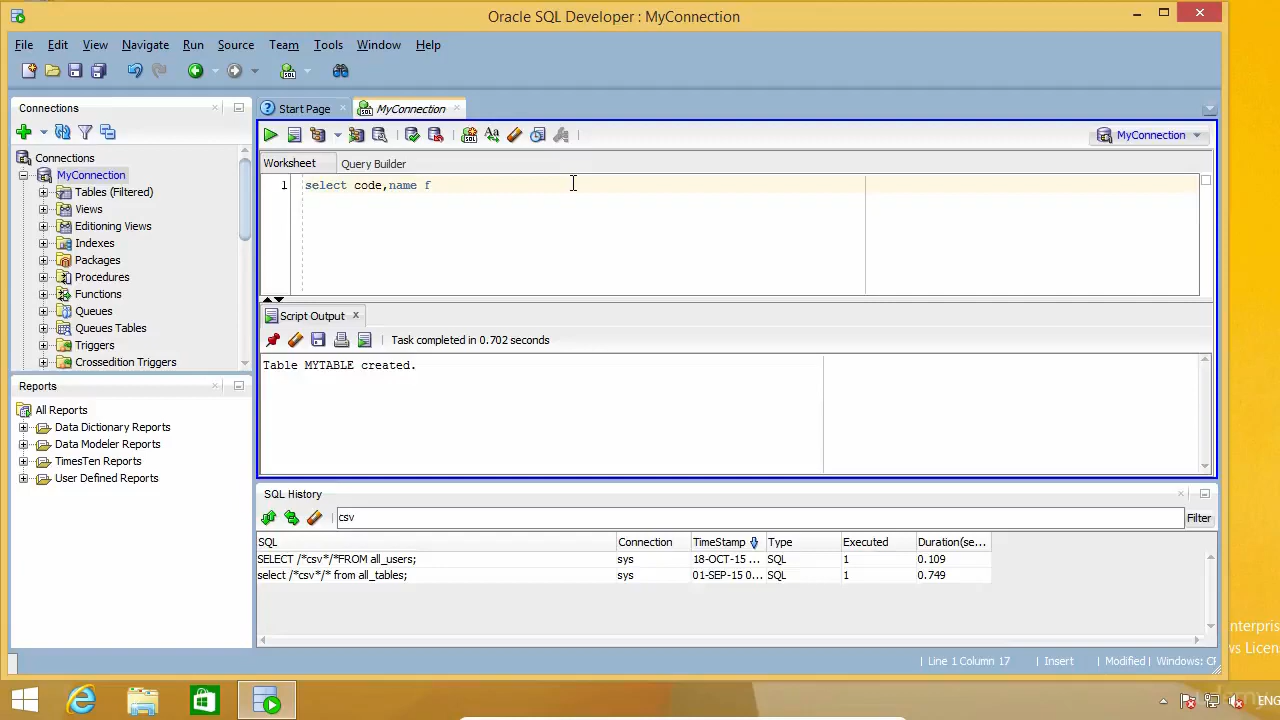 Oracle SQL Developer : MyConnection
File Edit View Navigate Run Source Team Tools Window Help
Connections
Start Page
MyConnection
MyConnection
Worksheet Query Builder
Connections
MyConnection
Tables (Filtered)
Views
Editioning Views
Indexes
Packages
Procedures
Functions
Queues
Queues Tables
Triggers
Crossedition Triggers
1 select code,name f
Script Output
Task completed in 0.702 seconds
Table MYTABLE created.
Reports
All Reports
Data Dictionary Reports
Data Modeler Reports
TimesTen Reports
User Defined Reports
SQL History
csv Filter
SQL Connection TimeStamp Type Executed Duration(se...
SELECT /*csv*/*FROM all_users; sys 18-OCT-15 ... SQL 1 0.109
select /*csv*/* from all_tables; sys 01-SEP-15 0... SQL 1 0.749
Line 1 Column 17 Insert Modified Windows: CF
nterpris
vs Licen
ENG